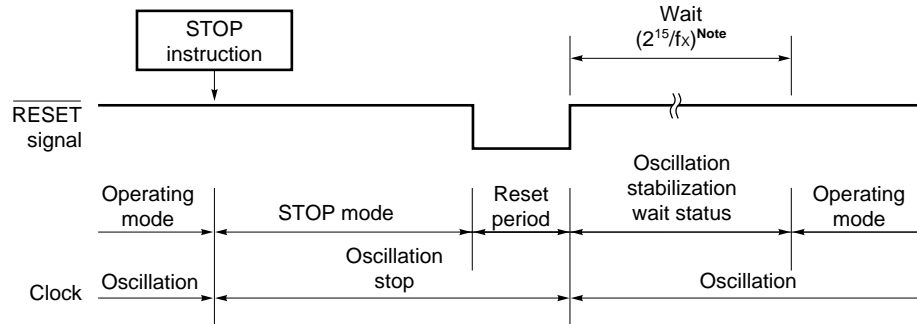 STOP
instruction
Wait
(2¹⁵/fx)ᴺᵒᵗᵉ
RESET
signal
Operating
mode
STOP mode
Reset
period
Oscillation
stabilization
wait status
Operating
mode
Clock
Oscillation
Oscillation
stop
Oscillation